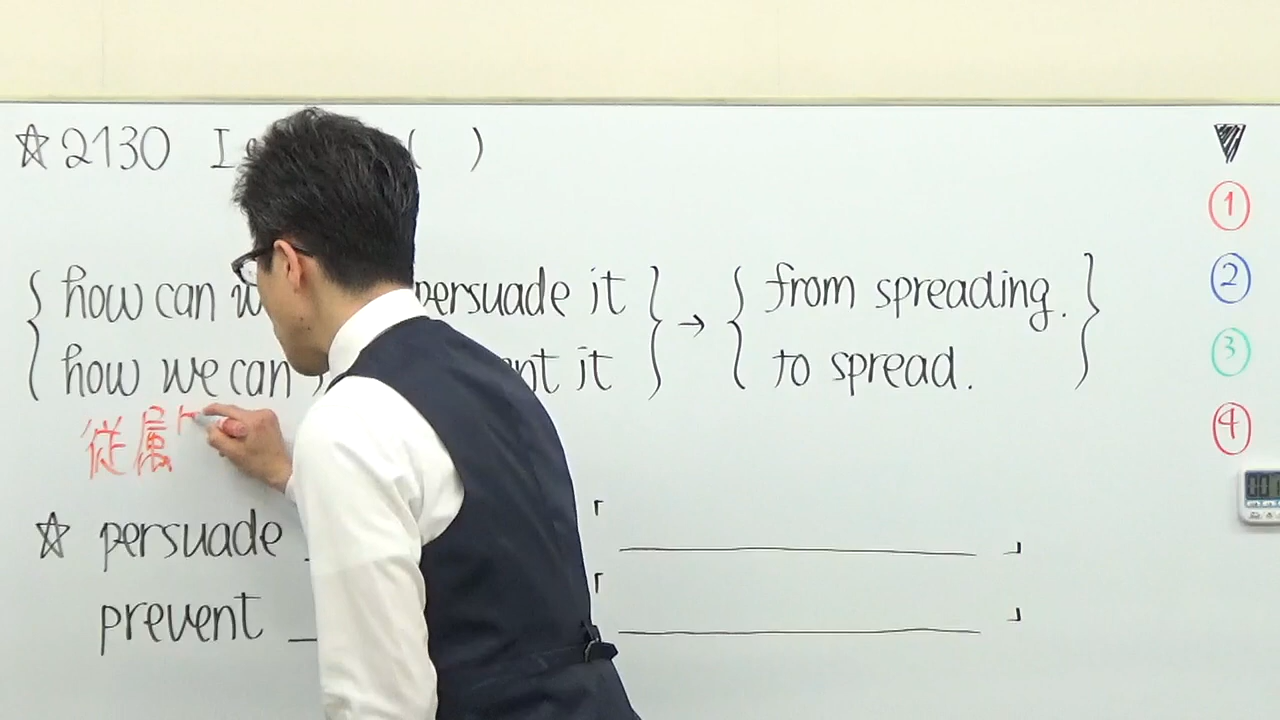 ☆2130 I ( )
① 
{ how can persuade it } → { from spreading. }
②
{ how we can it } → { to spread. }
③
従属
④
00
☆ persuade 「 」
prevent 「 」